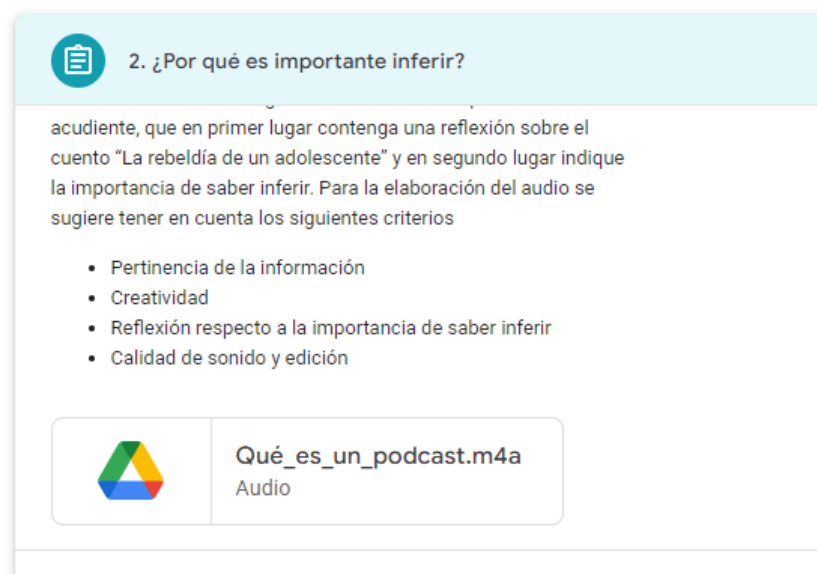 2. ¿Por qué es importante inferir?
acudiente, que en primer lugar contenga una reflexión sobre el
cuento “La rebeldía de un adolescente” y en segundo lugar indique
la importancia de saber inferir. Para la elaboración del audio se
sugiere tener en cuenta los siguientes criterios
• Pertinencia de la información
• Creatividad
• Reflexión respecto a la importancia de saber inferir
• Calidad de sonido y edición
Qué_es_un_podcast.m4a
Audio